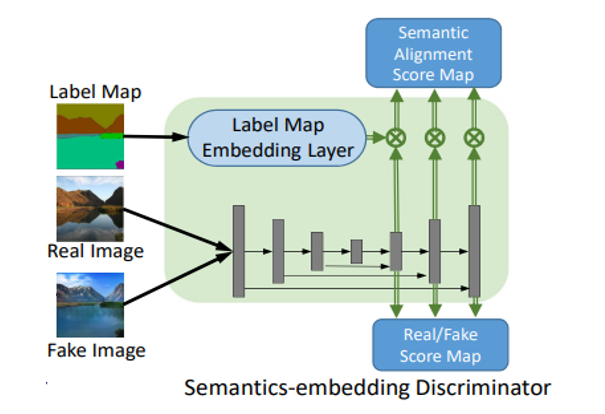 Semantic
Alignment
Score Map
Label Map
Label Map
Embedding Layer
Real Image
Fake Image
Real/Fake
Score Map
Semantics-embedding Discriminator